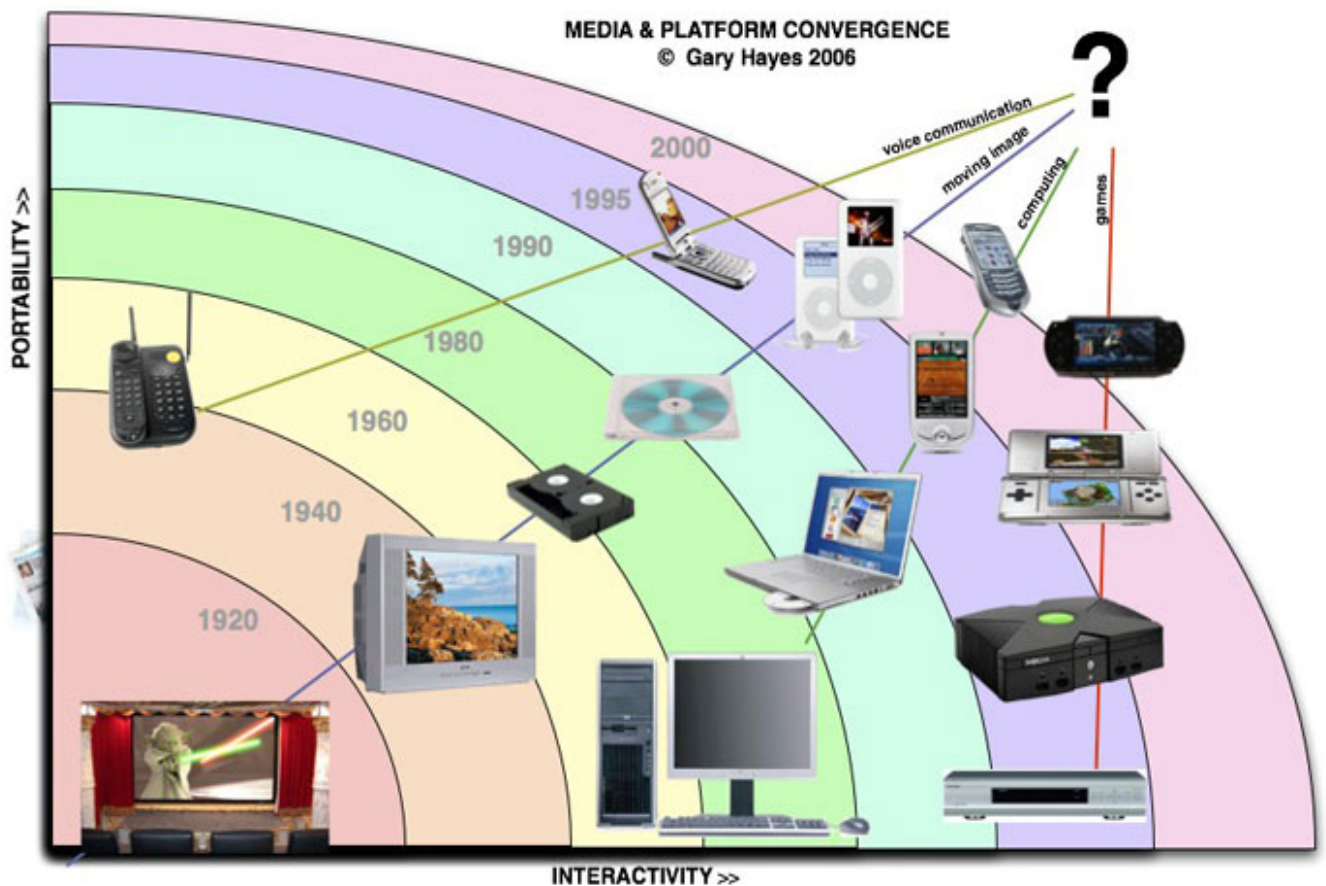 MEDIA & PLATFORM CONVERGENCE
© Gary Hayes 2006
?
voice communication
moving image
computing
games
2000
1995
1990
1980
1960
1940
1920
PORTABILITY >>
INTERACTIVITY >>